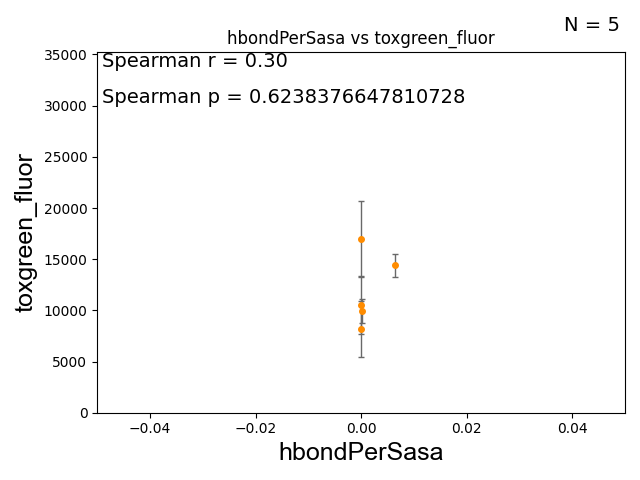 N = 5
hbondPerSasa vs toxgreen_fluor
Spearman r = 0.30
Spearman p = 0.6238376647810728
35000
30000
25000
20000
15000
10000
5000
0
toxgreen_fluor
−0.04
−0.02
0.00
0.02
0.04
hbondPerSasa